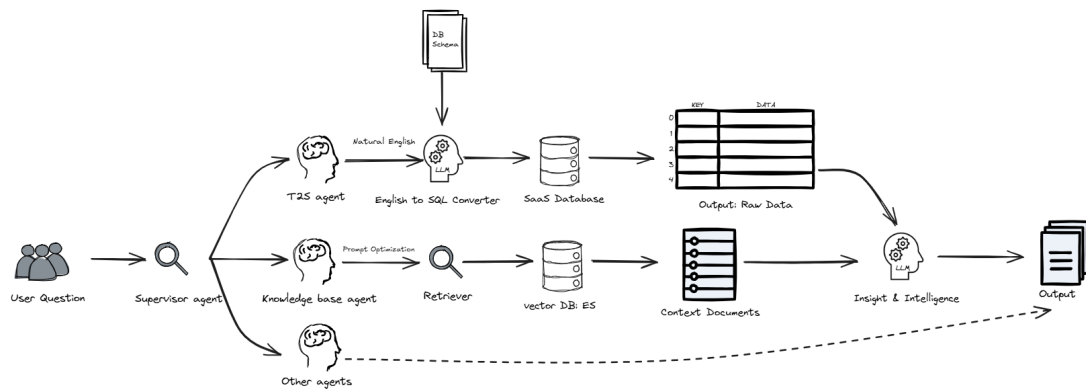 DB
Schema
KEY DATA
0
1
2
3
4
Natural English
LLM
T2S agent
English to SQL Converter
SaaS Database
Output: Raw Data
Prompt Optimization
LLM
User Question
Supervisor agent
Knowledge base agent
Retriever
vector DB: ES
Context Documents
Insight & Intelligence
Output
Other agents